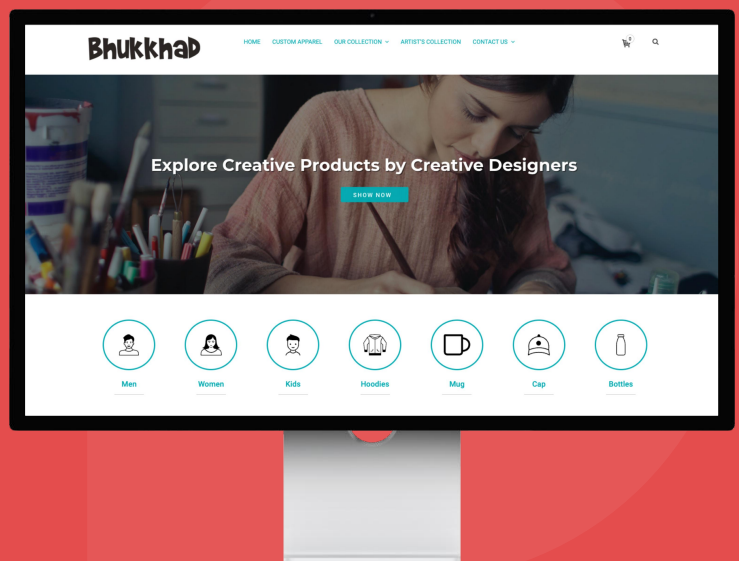 Bhukkhad
HOME CUSTOM APPAREL OUR COLLECTION ARTIST'S COLLECTION CONTACT US
0
Explore Creative Products by Creative Designers
SHOW NOW
Men Women Kids Hoodies Mug Cap Bottles